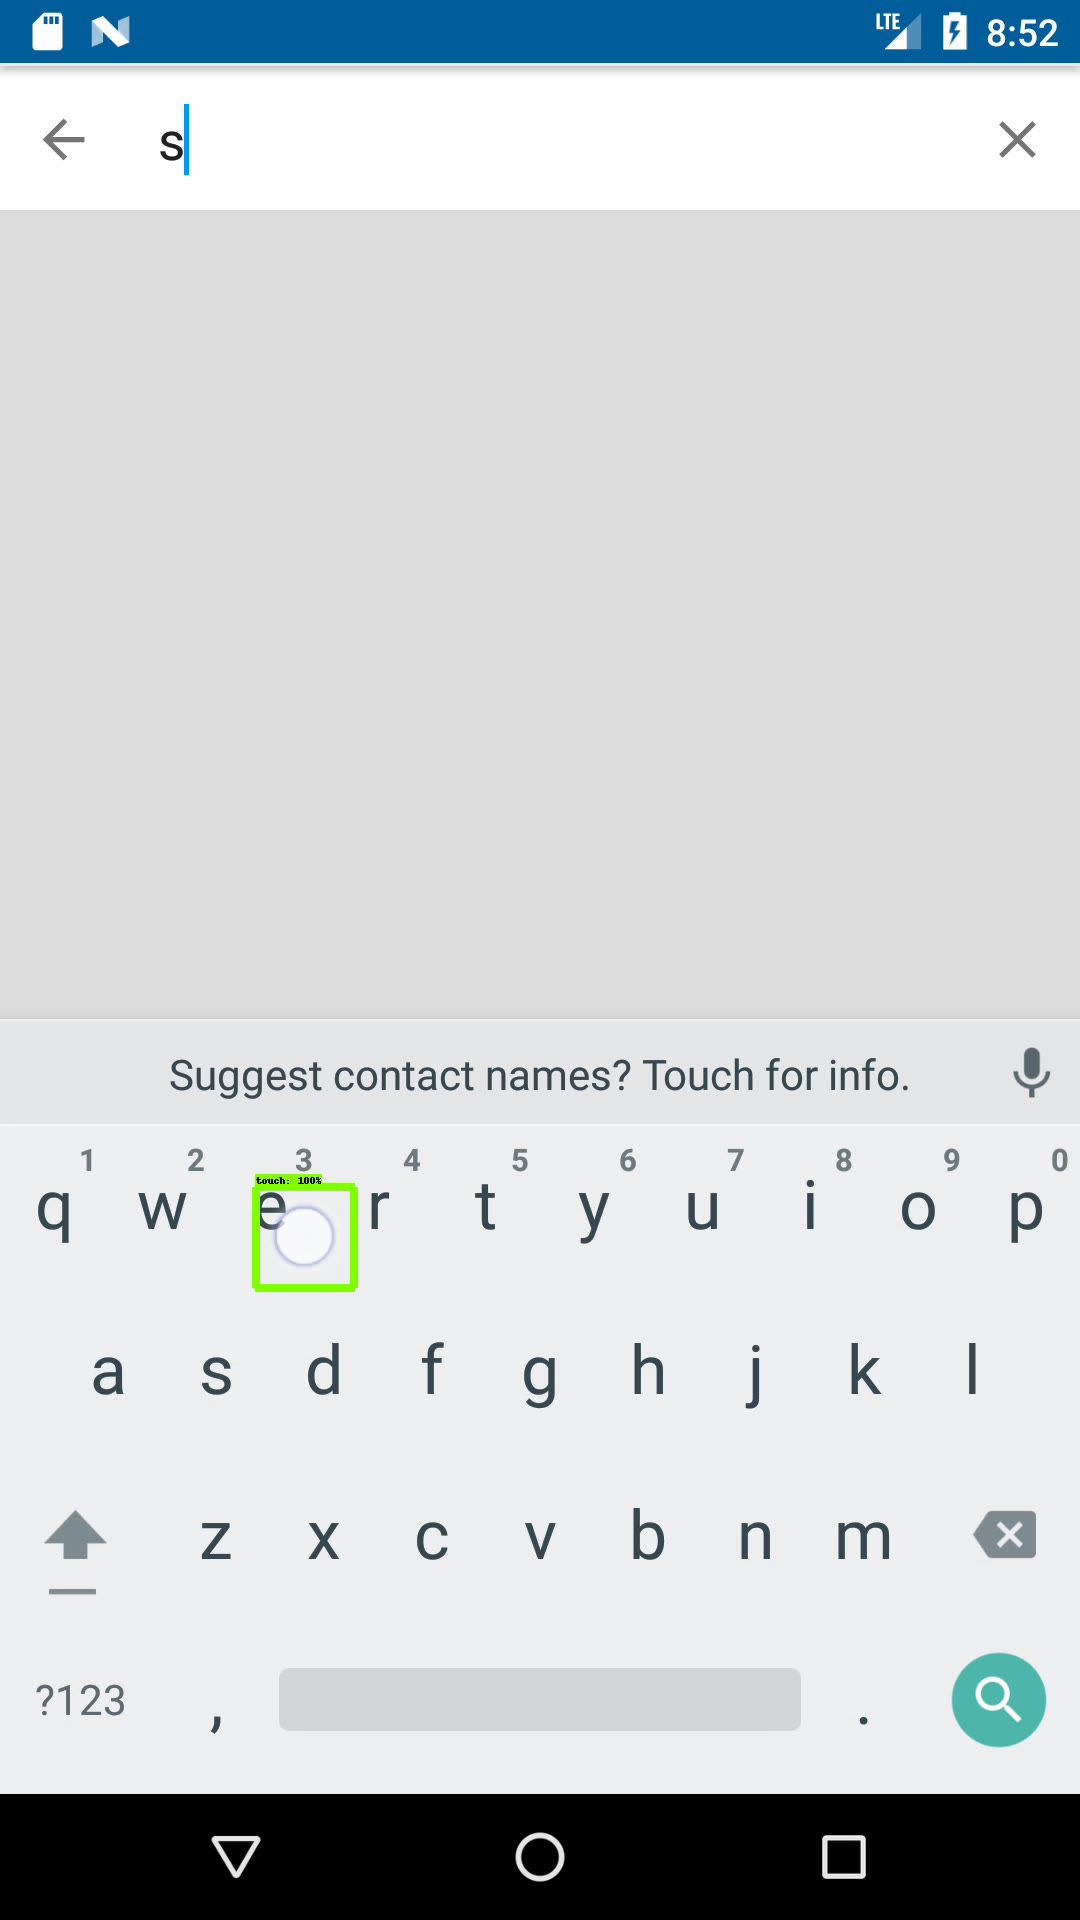 LTE 8:52
s
Suggest contact names? Touch for info.
1 2 3 4 5 6 7 8 9 0
touch: 100%
q w e r t y u i o p
a s d f g h j k l
z x c v b n m
?123 , .